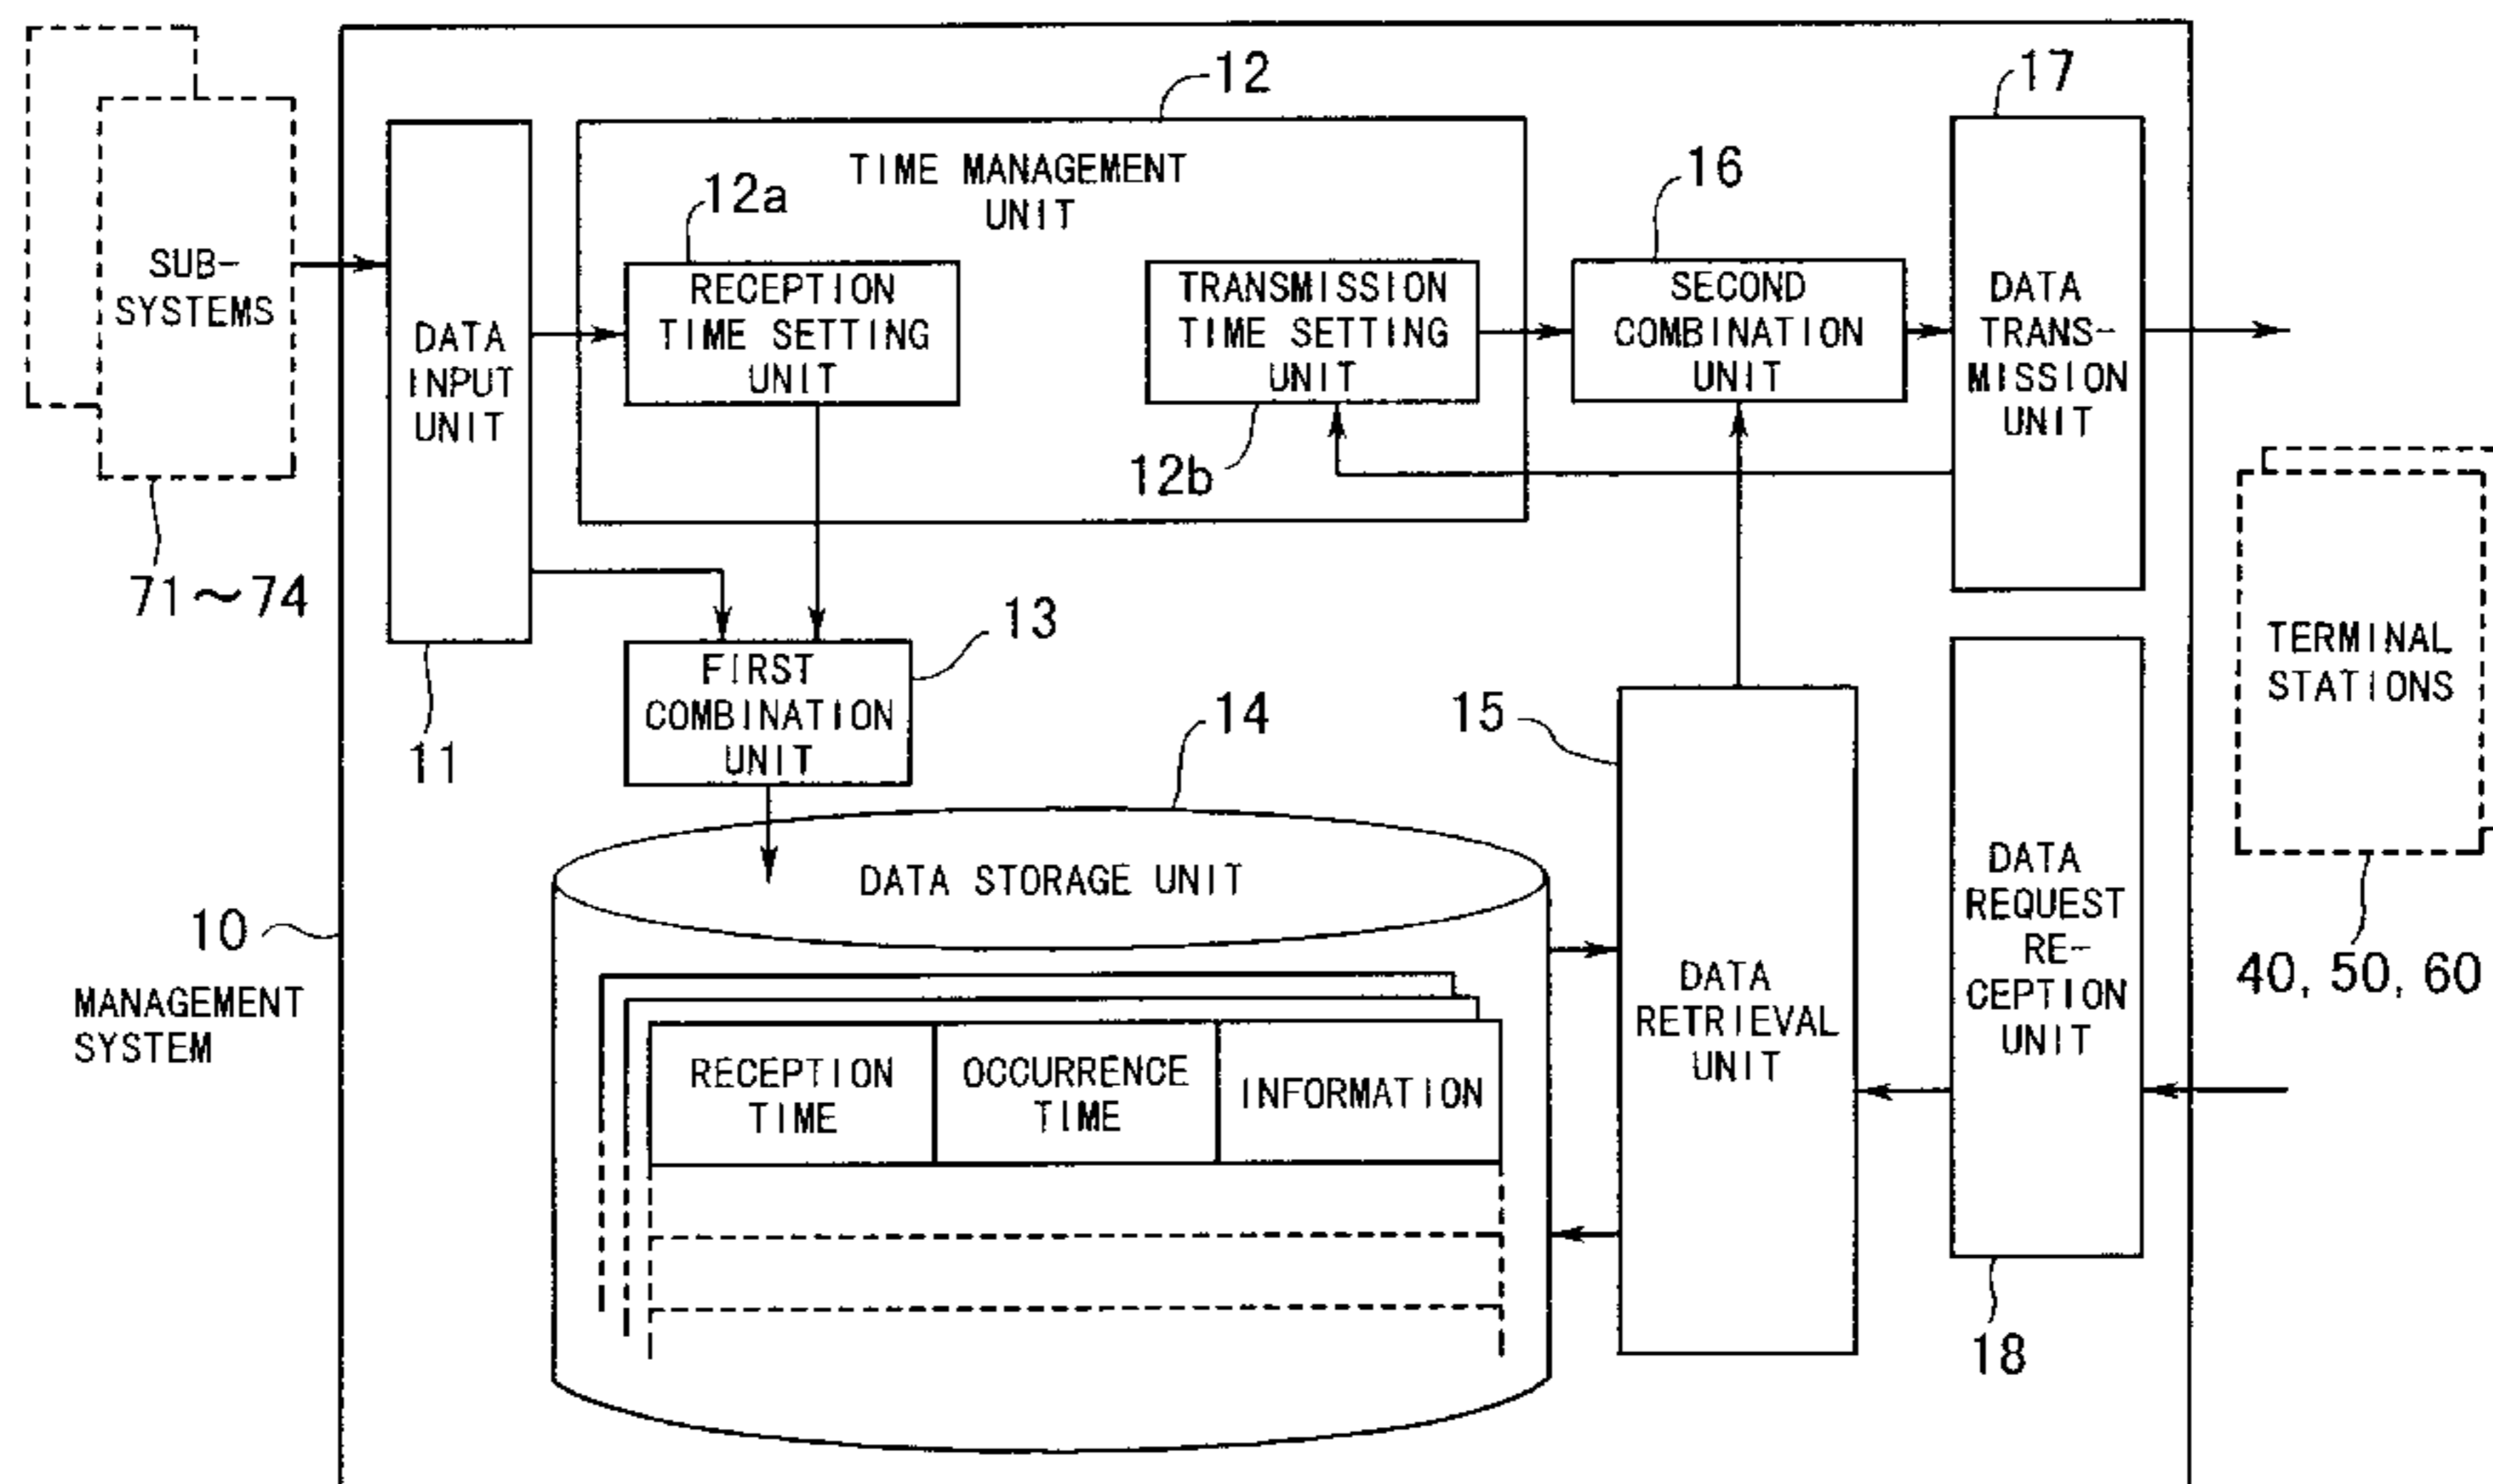 12
17
TIME MANAGEMENT
UNIT
16
12a
SUB-
SYSTEMS
DATA
INPUT
UNIT
RECEPTION
TIME SETTING
UNIT
TRANSMISSION
TIME SETTING
UNIT
SECOND
COMBINATION
UNIT
DATA
TRANS-
MISSION
UNIT
12b
71~74
11
13
FIRST
COMBINATION
UNIT
14
15
TERMINAL
STATIONS
DATA STORAGE UNIT
10
MANAGEMENT
SYSTEM
DATA
RETRIEVAL
UNIT
DATA
REQUEST
RE-
CEPTION
UNIT
40, 50, 60
RECEPTION
TIME
OCCURRENCE
TIME
INFORMATION
18